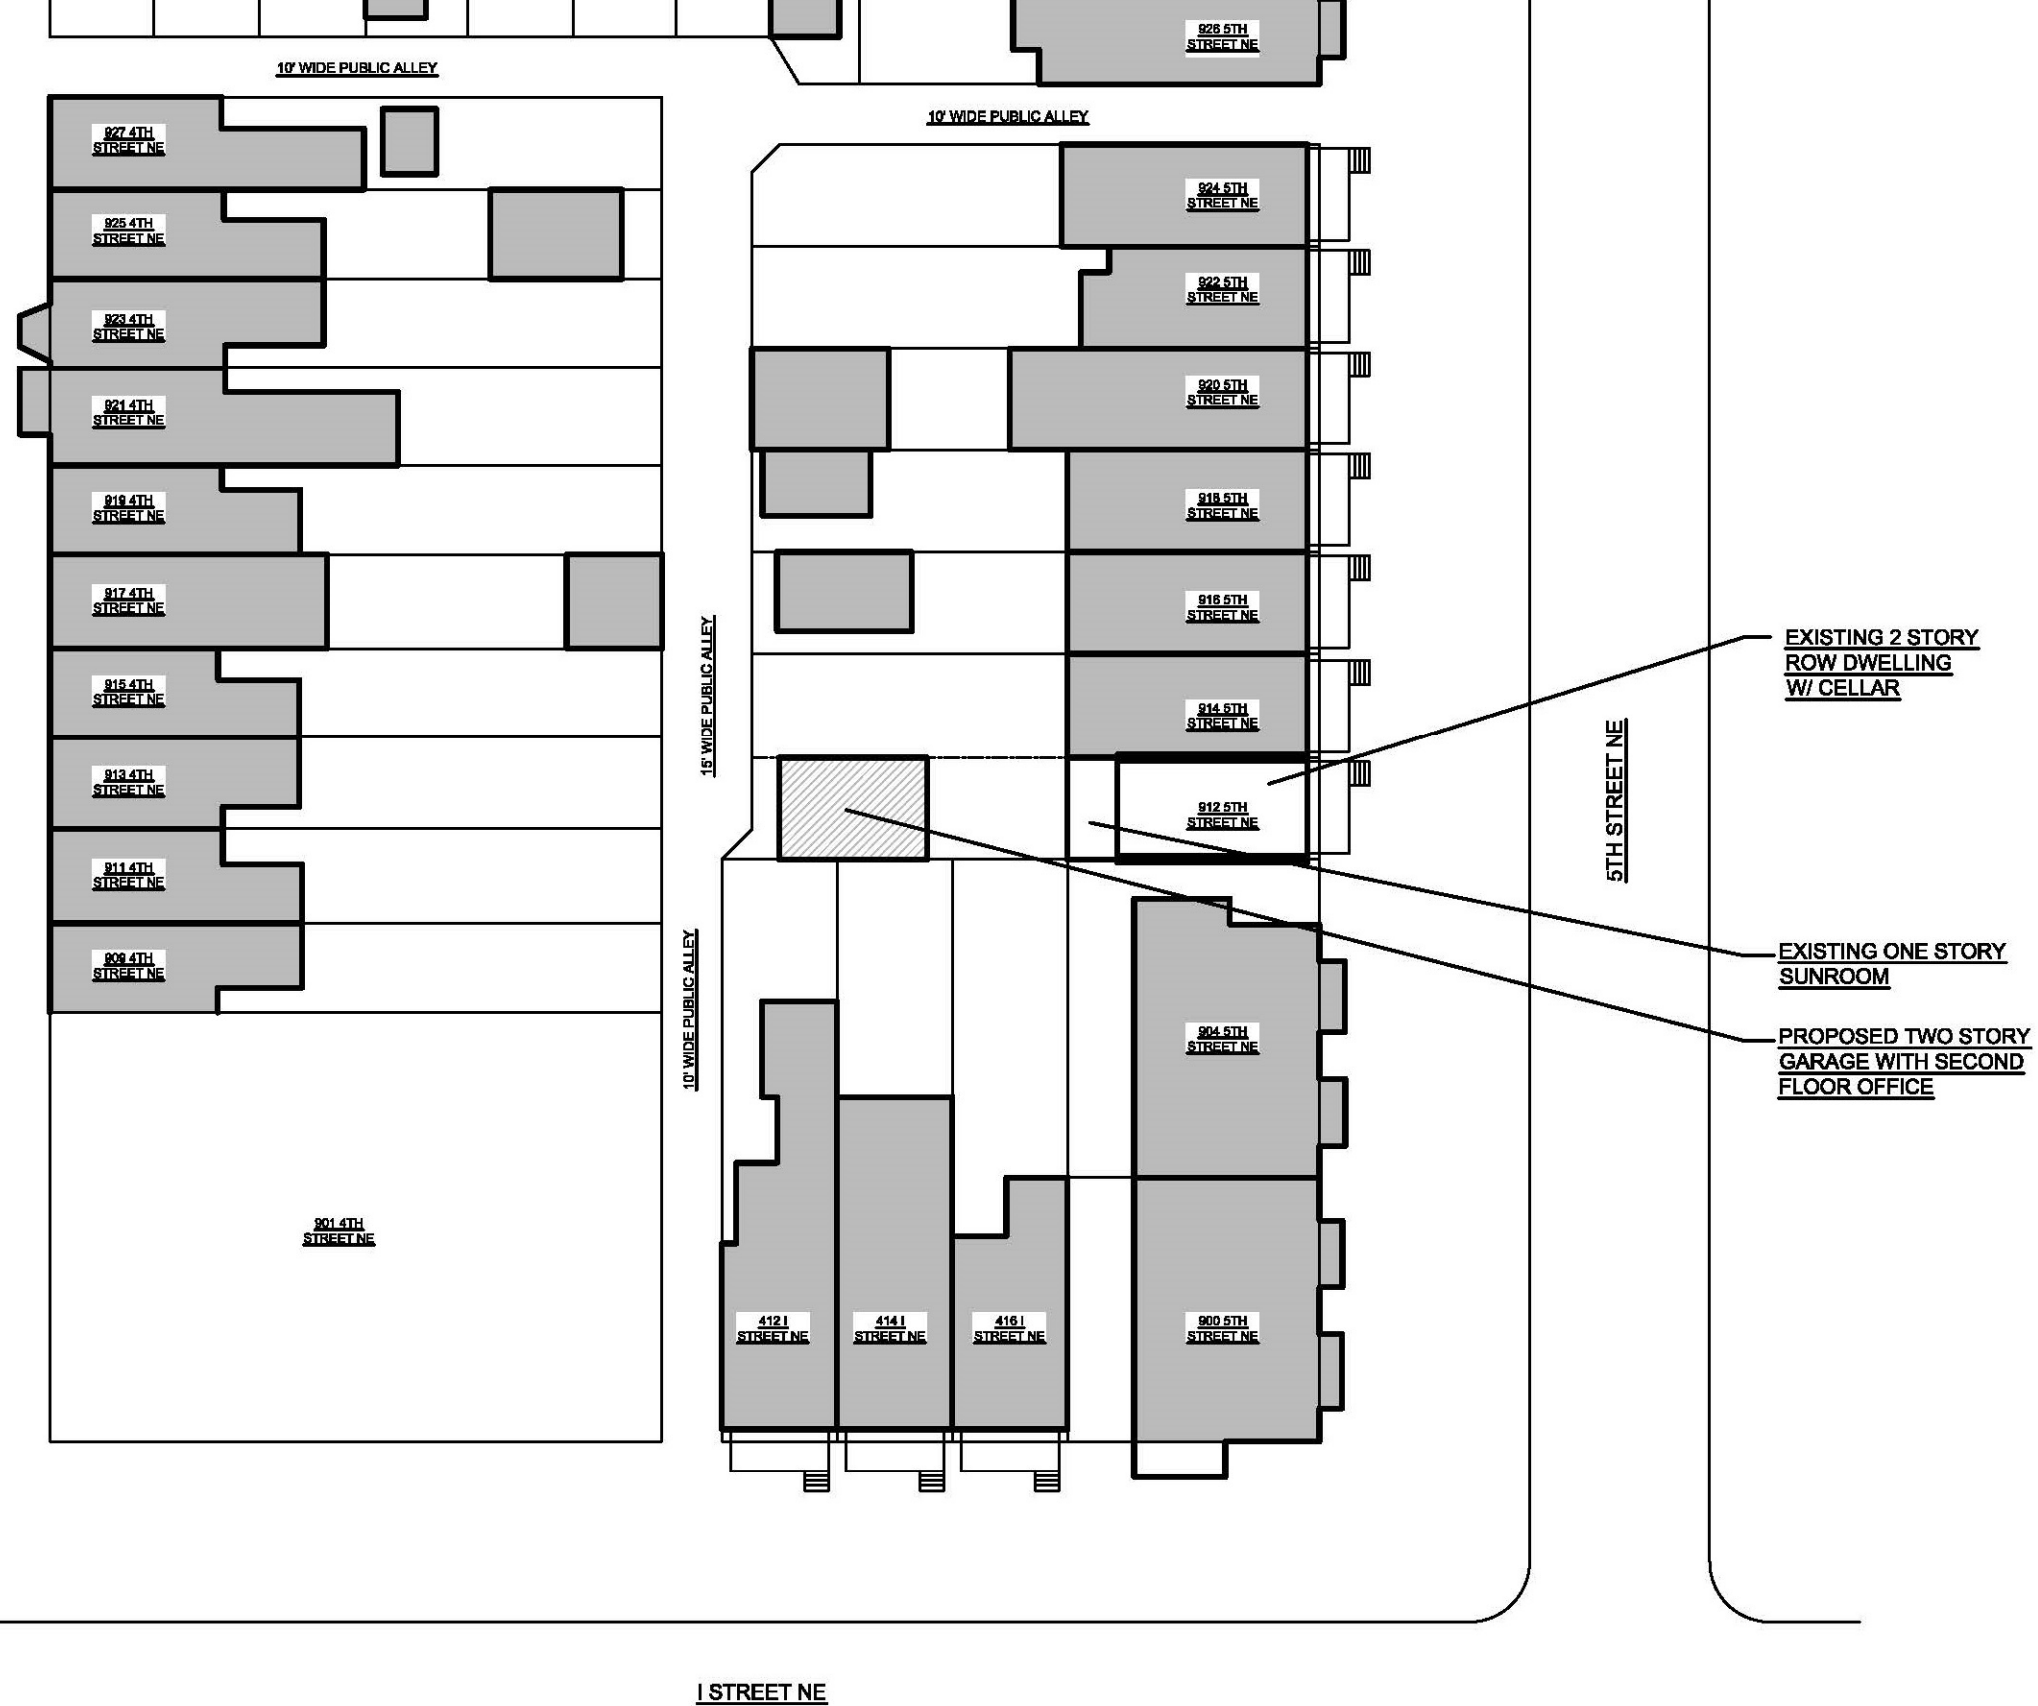 926 5TH
STREET NE
10' WIDE PUBLIC ALLEY
10' WIDE PUBLIC ALLEY
927 4TH
STREET NE
925 4TH
STREET NE
923 4TH
STREET NE
921 4TH
STREET NE
919 4TH
STREET NE
917 4TH
STREET NE
915 4TH
STREET NE
913 4TH
STREET NE
911 4TH
STREET NE
909 4TH
STREET NE
901 4TH
STREET NE
15' WIDE PUBLIC ALLEY
10' WIDE PUBLIC ALLEY
924 5TH
STREET NE
922 5TH
STREET NE
920 5TH
STREET NE
918 5TH
STREET NE
916 5TH
STREET NE
914 5TH
STREET NE
912 5TH
STREET NE
904 5TH
STREET NE
900 5TH
STREET NE
412 I
STREET NE
414 I
STREET NE
416 I
STREET NE
5TH STREET NE
EXISTING 2 STORY
ROW DWELLING
W/ CELLAR
EXISTING ONE STORY
SUNROOM
PROPOSED TWO STORY
GARAGE WITH SECOND
FLOOR OFFICE
I STREET NE